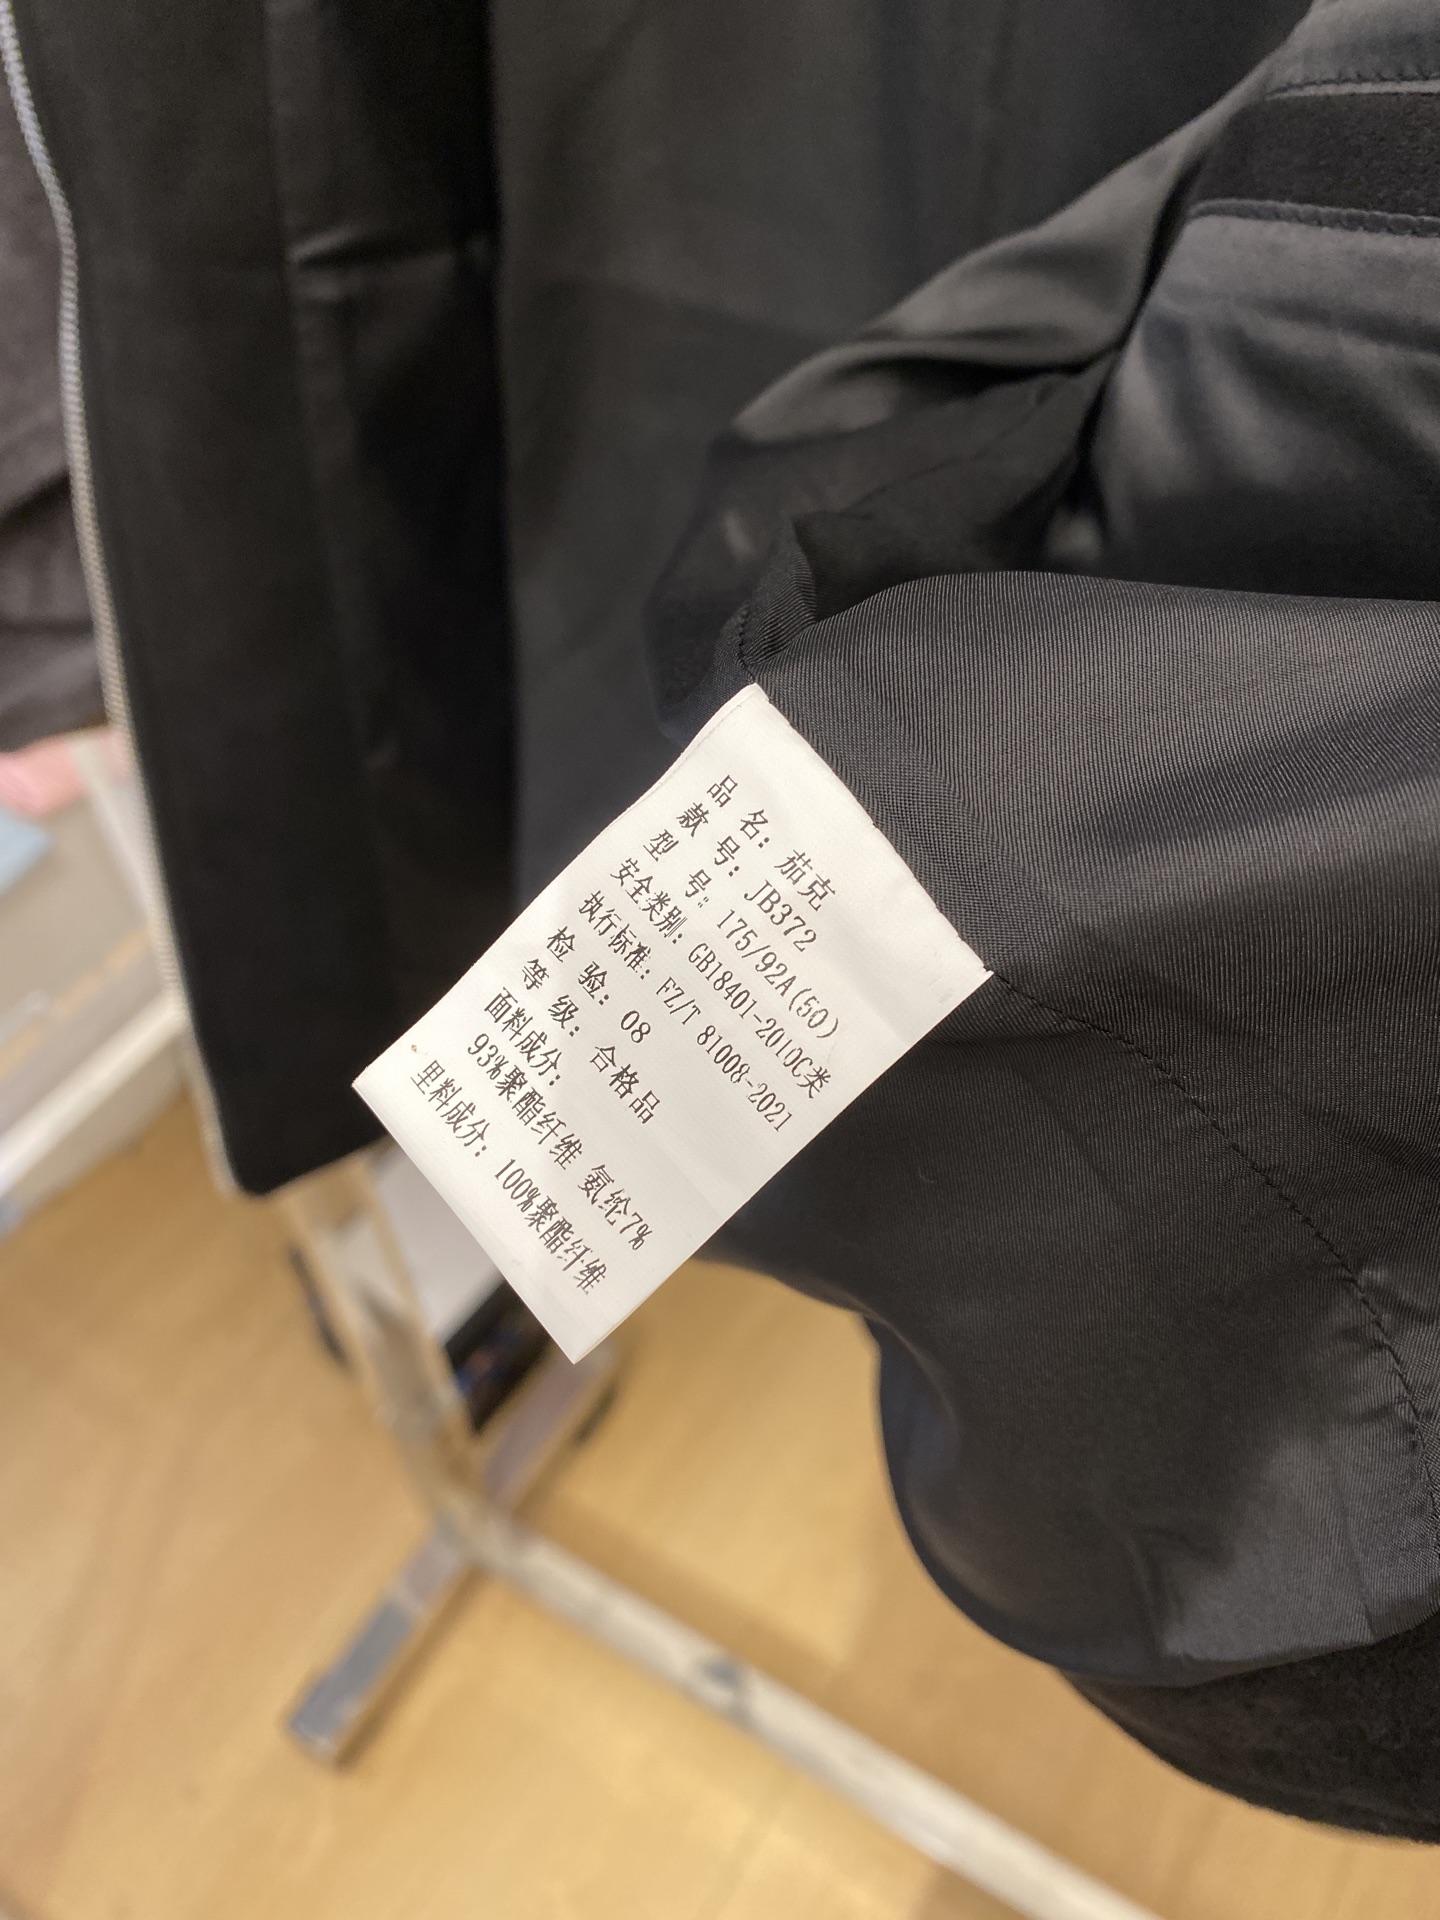 品 名: 茄克
款 号: JB372
型 号: 175/92A(50)
安全类别: GB18401-2010C类
执行标准: FZ/T 81008-2021
检 验: 08
等 级: 合格品
面料成分:
93%聚酯纤维 氨纶7%
里料成分: 100%聚酯纤维